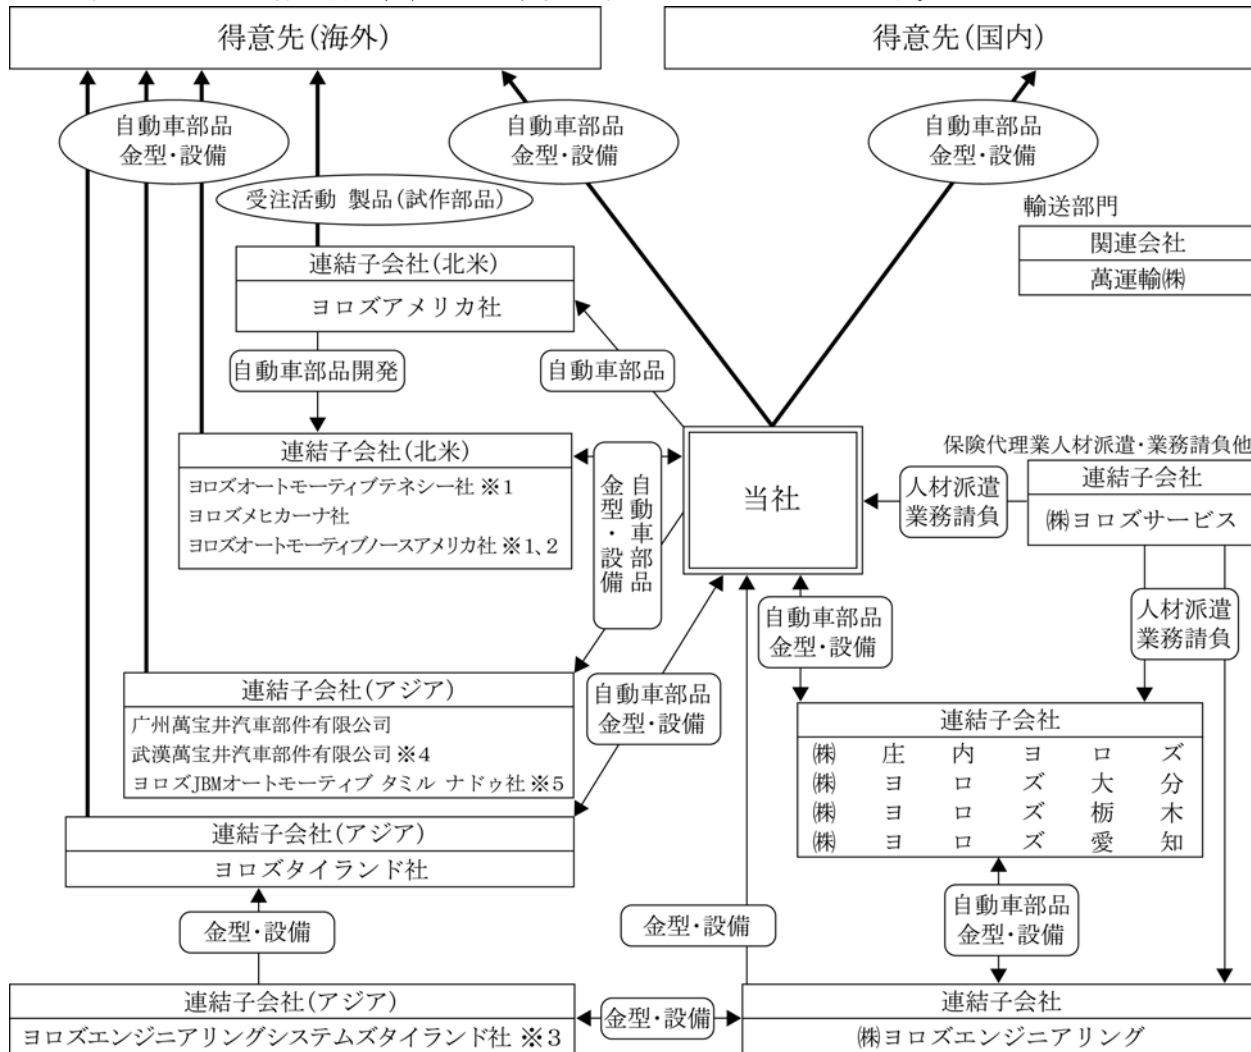 得意先(海外)
得意先(国内)
自動車部品
金型・設備
自動車部品
金型・設備
自動車部品
金型・設備
受注活動 製品(試作部品)
輸送部門
関連会社
萬運輸㈱
連結子会社(北米)
ヨロズアメリカ社
自動車部品開発
自動車部品
連結子会社(北米)
ヨロズオートモーティブテネシー社 ※1
ヨロズメヒカーナ社
ヨロズオートモーティブノースアメリカ社 ※1、2
自動車部品
金型・設備
当社
保険代理業人材派遣・業務請負他
人材派遣
業務請負
連結子会社
㈱ヨロズサービス
自動車部品
金型・設備
人材派遣
業務請負
連結子会社(アジア)
广州萬宝井汽車部件有限公司
武漢萬宝井汽車部件有限公司 ※4
ヨロズJBMオートモーティブ タミル ナドゥ社 ※5
自動車部品
金型・設備
連結子会社
㈱ 庄 内 ヨ ロ ズ
㈱ ヨ ロ ズ 大 分
㈱ ヨ ロ ズ 栃 木
㈱ ヨ ロ ズ 愛 知
連結子会社(アジア)
ヨロズタイランド社
金型・設備
金型・設備
自動車部品
金型・設備
連結子会社(アジア)
ヨロズエンジニアリングシステムズタイランド社 ※3
金型・設備
連結子会社
㈱ヨロズエンジニアリング